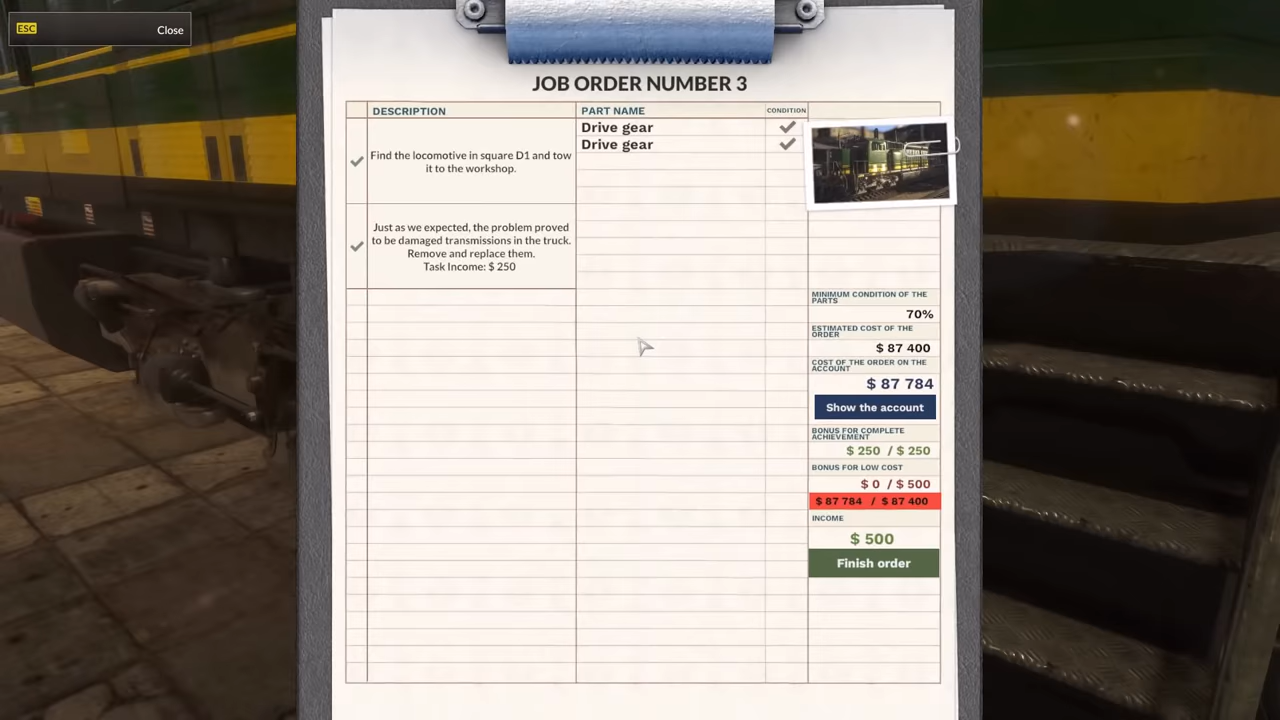 ESC Close
JOB ORDER NUMBER 3
DESCRIPTION PART NAME CONDITION
Find the locomotive in square D1 and tow
it to the workshop.
Drive gear
Drive gear
Just as we expected, the problem proved
to be damaged transmissions in the truck.
Remove and replace them.
Task Income: $ 250
MINIMUM CONDITION OF THE
PARTS
70%
ESTIMATED COST OF THE
ORDER
$ 87 400
COST OF THE ORDER ON THE
ACCOUNT
$ 87 784
Show the account
BONUS FOR COMPLETE
ACHIEVEMENT
$ 250 / $ 250
BONUS FOR LOW COST
$ 0 / $ 500
$ 87 784 / $ 87 400
INCOME
$ 500
Finish order